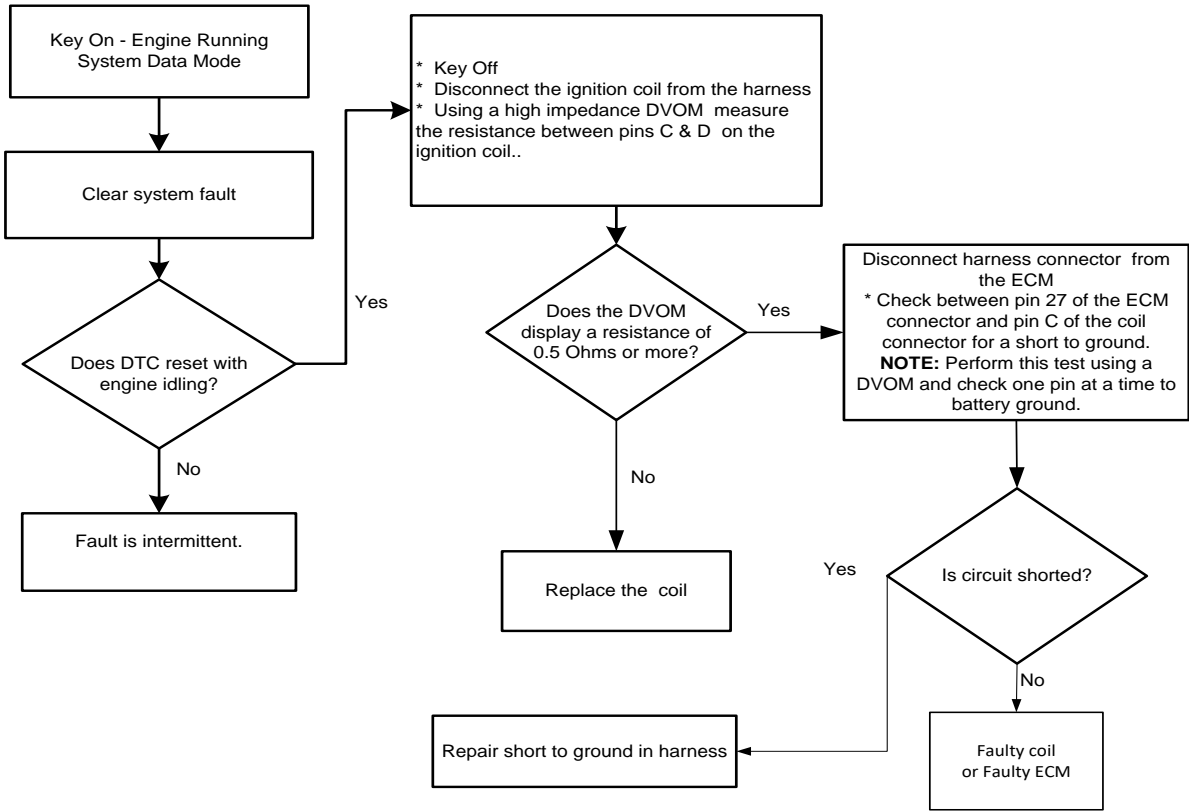 Key On - Engine Running
System Data Mode
Clear system fault
Does DTC reset with
engine idling?
No
Fault is intermittent.
Yes
* Key Off
* Disconnect the ignition coil from the harness
* Using a high impedance DVOM measure
the resistance between pins C & D on the
ignition coil..
Does the DVOM
display a resistance of
0.5 Ohms or more?
No
Replace the coil
Yes
Disconnect harness connector from
the ECM
* Check between pin 27 of the ECM
connector and pin C of the coil
connector for a short to ground.
NOTE: Perform this test using a
DVOM and check one pin at a time to
battery ground.
Is circuit shorted?
Yes
Repair short to ground in harness
No
Faulty coil
or Faulty ECM